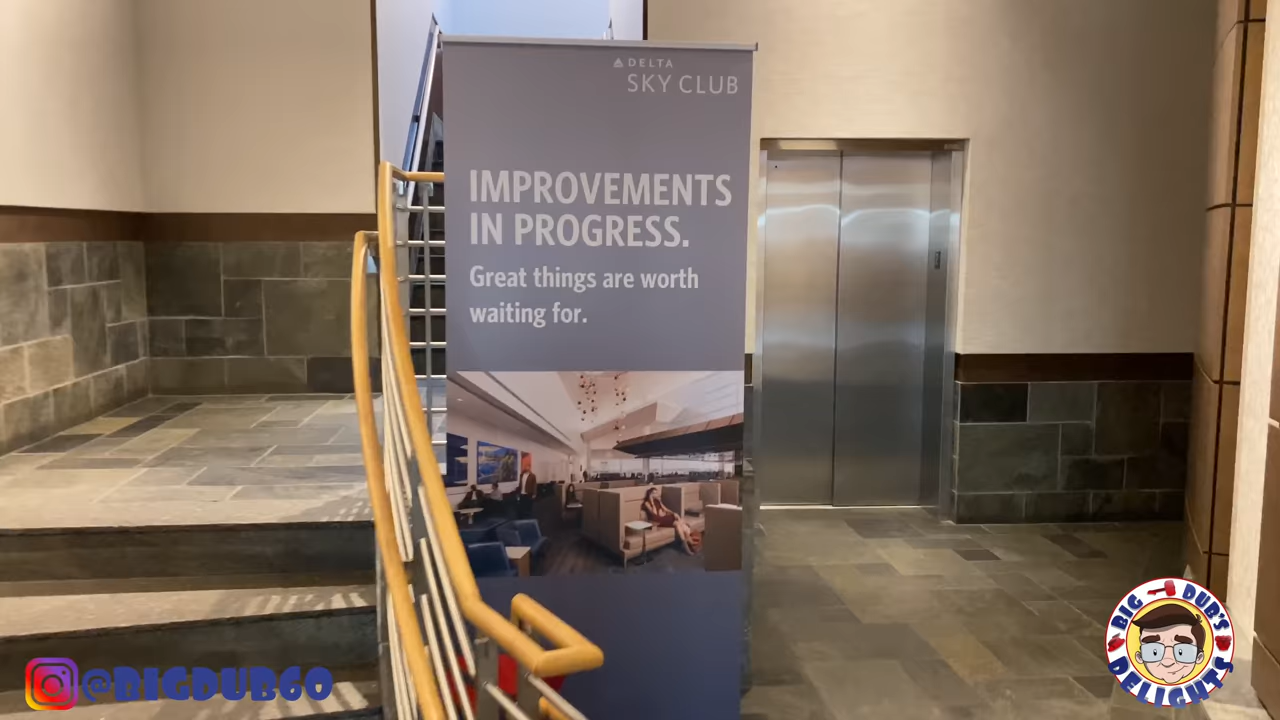 DELTA
SKY CLUB
IMPROVEMENTS
IN PROGRESS.
Great things are worth
waiting for.
@BIGDUB60
BIG DUB'S
DELIGHTS